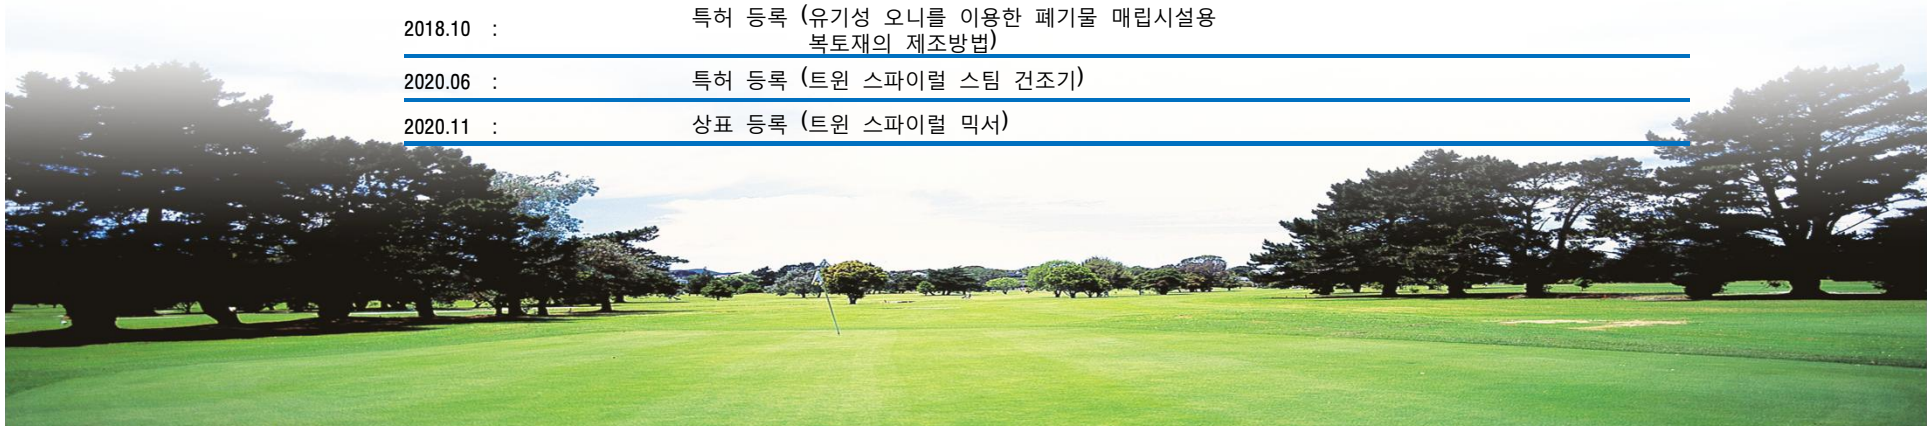 2018.10 : 특허 등록 (유기성 오니를 이용한 폐기물 매립시설용
복토재의 제조방법)
2020.06 : 특허 등록 (트윈 스파이럴 스팀 건조기)
2020.11 : 상표 등록 (트윈 스파이럴 믹서)